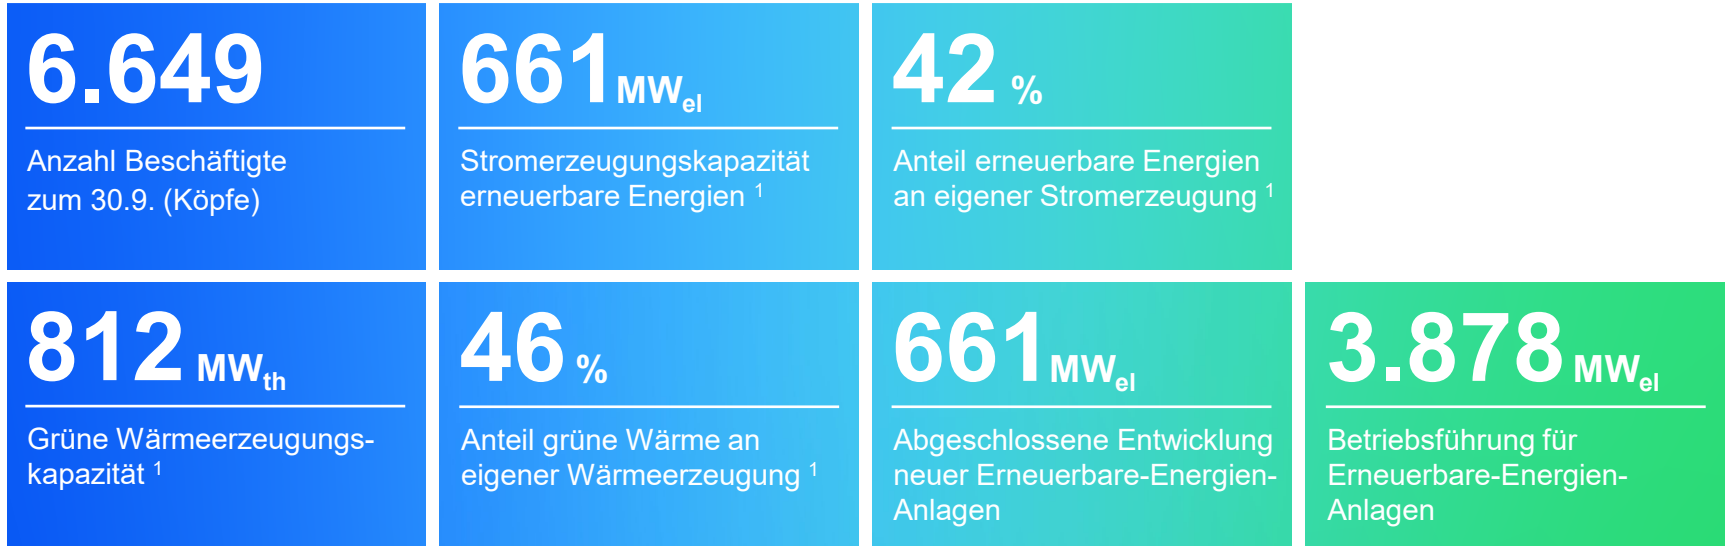 6.649
Anzahl Beschäftigte
zum 30.9. (Köpfe)
661 MWel
Stromerzeugungskapazität
erneuerbare Energien 1
42 %
Anteil erneuerbare Energien
an eigener Stromerzeugung 1
812 MWth
Grüne Wärmeerzeugungs-
kapazität 1
46 %
Anteil grüne Wärme an
eigener Wärmeerzeugung 1
661 MWel
Abgeschlossene Entwicklung
neuer Erneuerbare-Energien-
Anlagen
3.878 MWel
Betriebsführung für
Erneuerbare-Energien-
Anlagen